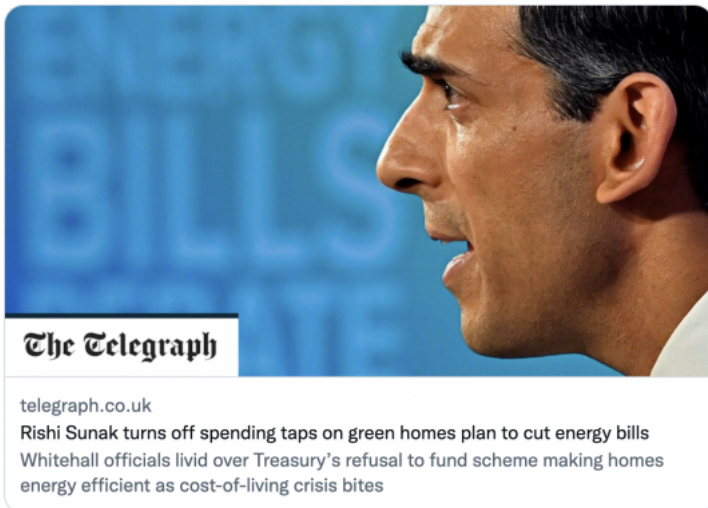 ENERGY
BILLS
The Telegraph
telegraph.co.uk
Rishi Sunak turns off spending taps on green homes plan to cut energy bills
Whitehall officials livid over Treasury's refusal to fund scheme making homes
energy efficient as cost-of-living crisis bites